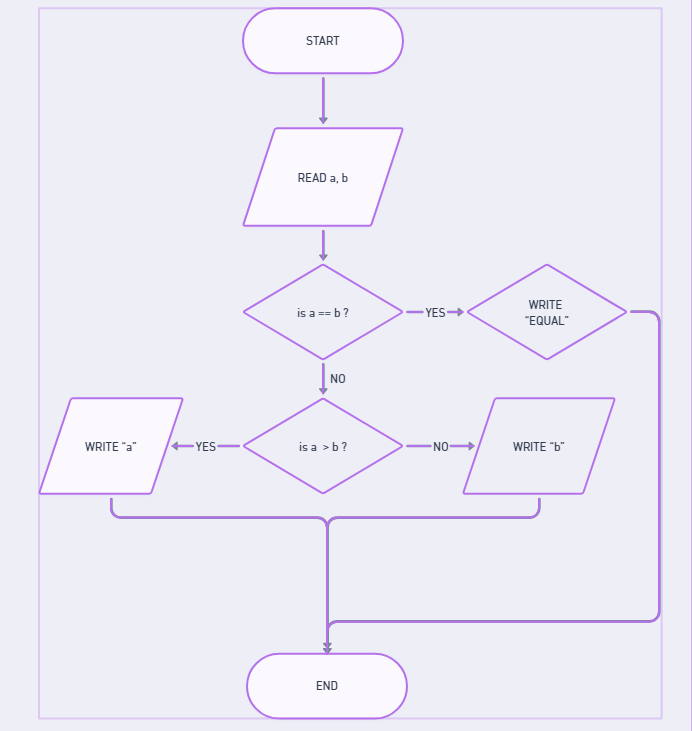 START
READ a, b
is a == b ?
YES
WRITE
“EQUAL”
NO
WRITE “a”
YES
is a  > b ?
NO
WRITE “b”
END